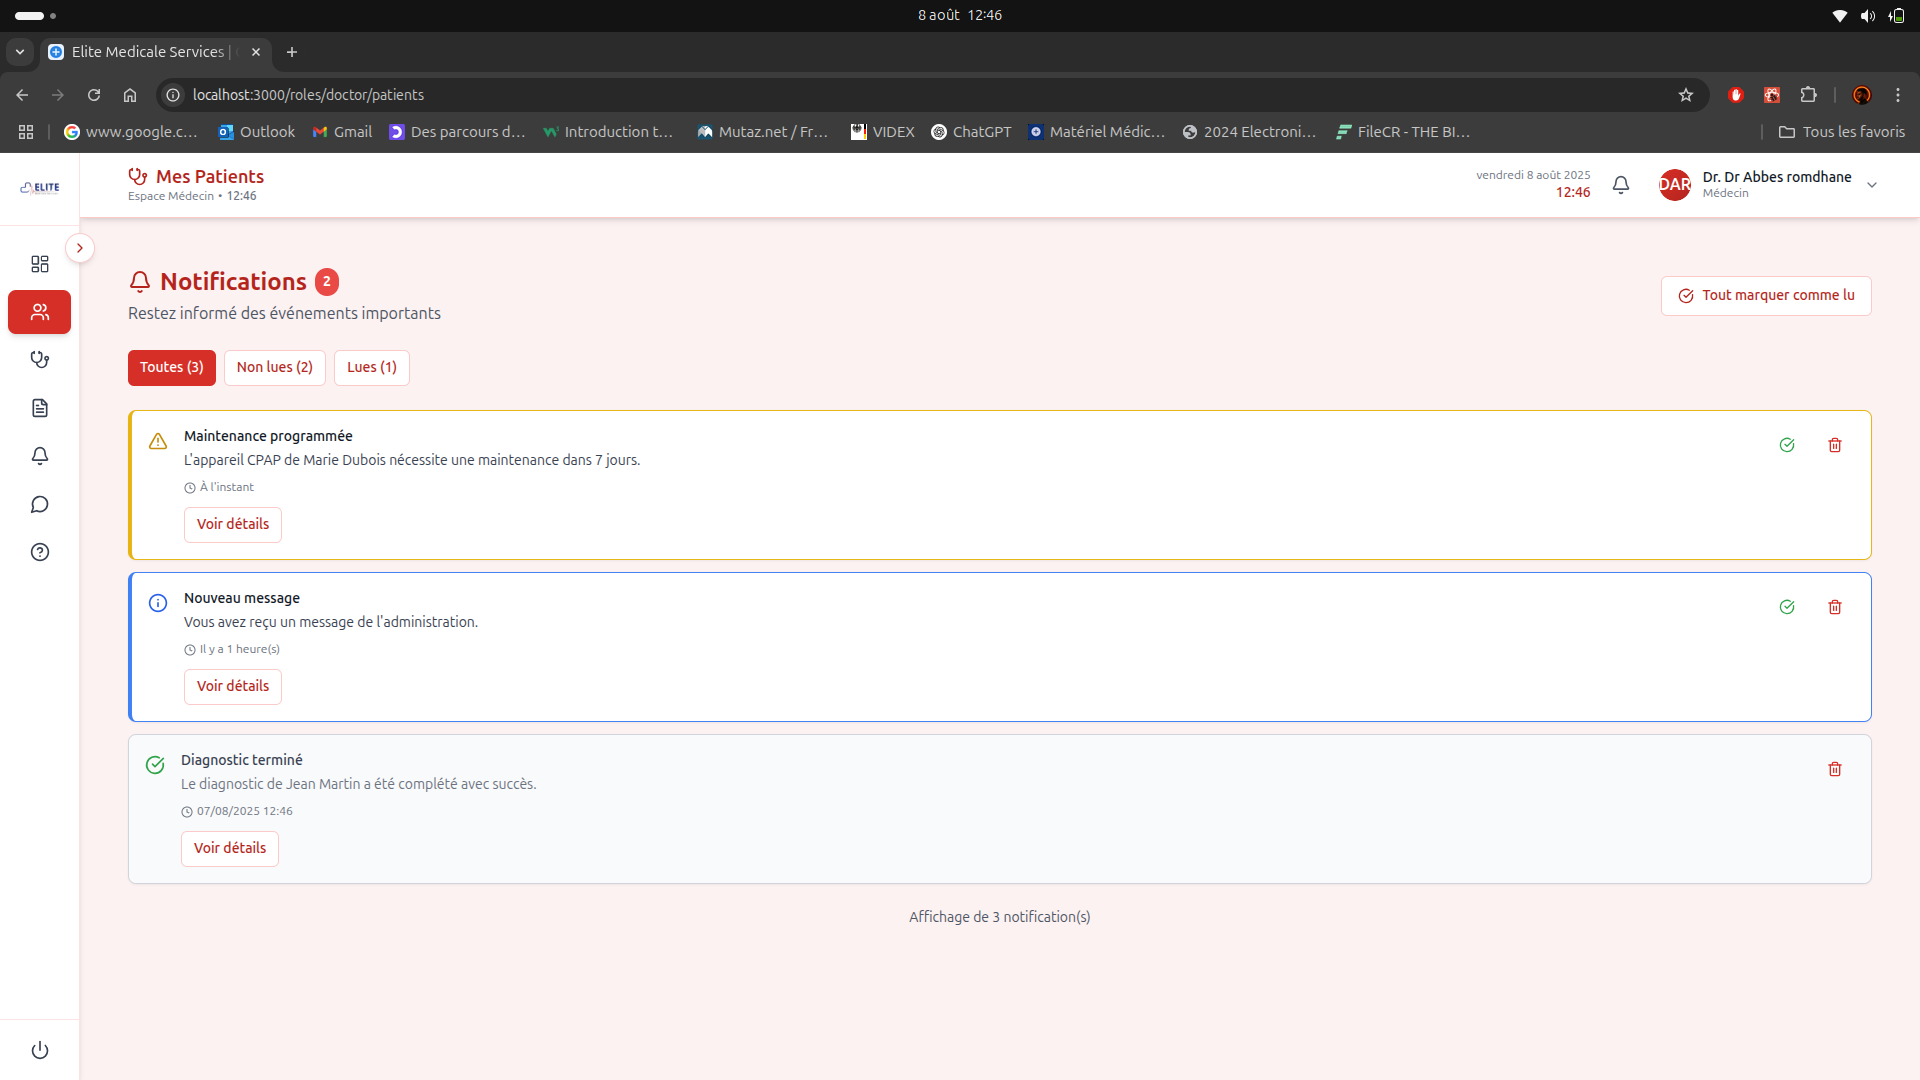 8 août 12:46
Elite Medicale Services |
localhost:3000/roles/doctor/patients
www.google.c... Outlook Gmail Des parcours d... Introduction t... Mutaz.net / Fr... VIDEX ChatGPT Matériel Médic... 2024 Electroni... FileCR - THE BI... Tous les favoris
ELITE
Mes Patients
Espace Médecin • 12:46
vendredi 8 août 2025
12:46
DAR
Dr. Dr Abbes romdhane
Médecin
Notifications 2
Restez informé des événements importants
Tout marquer comme lu
Toutes (3) Non lues (2) Lues (1)
Maintenance programmée
L'appareil CPAP de Marie Dubois nécessite une maintenance dans 7 jours.
À l'instant
Voir détails
Nouveau message
Vous avez reçu un message de l'administration.
Il y a 1 heure(s)
Voir détails
Diagnostic terminé
Le diagnostic de Jean Martin a été complété avec succès.
07/08/2025 12:46
Voir détails
Affichage de 3 notification(s)